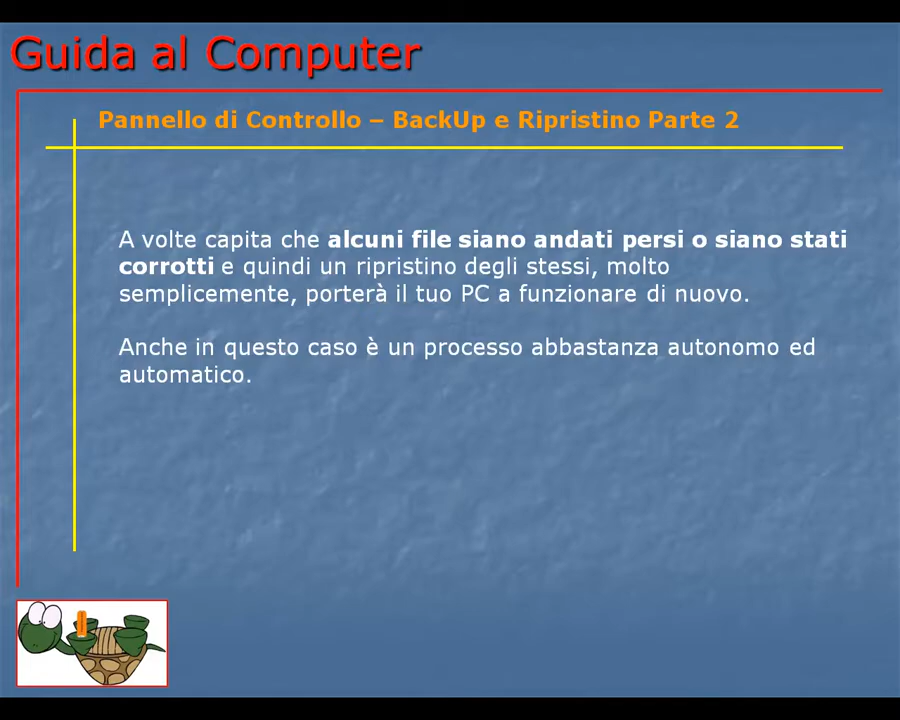 Guida al Computer
Pannello di Controllo – BackUp e Ripristino Parte 2
A volte capita che alcuni file siano andati persi o siano stati
corrotti e quindi un ripristino degli stessi, molto
semplicemente, porterà il tuo PC a funzionare di nuovo.
Anche in questo caso è un processo abbastanza autonomo ed
automatico.